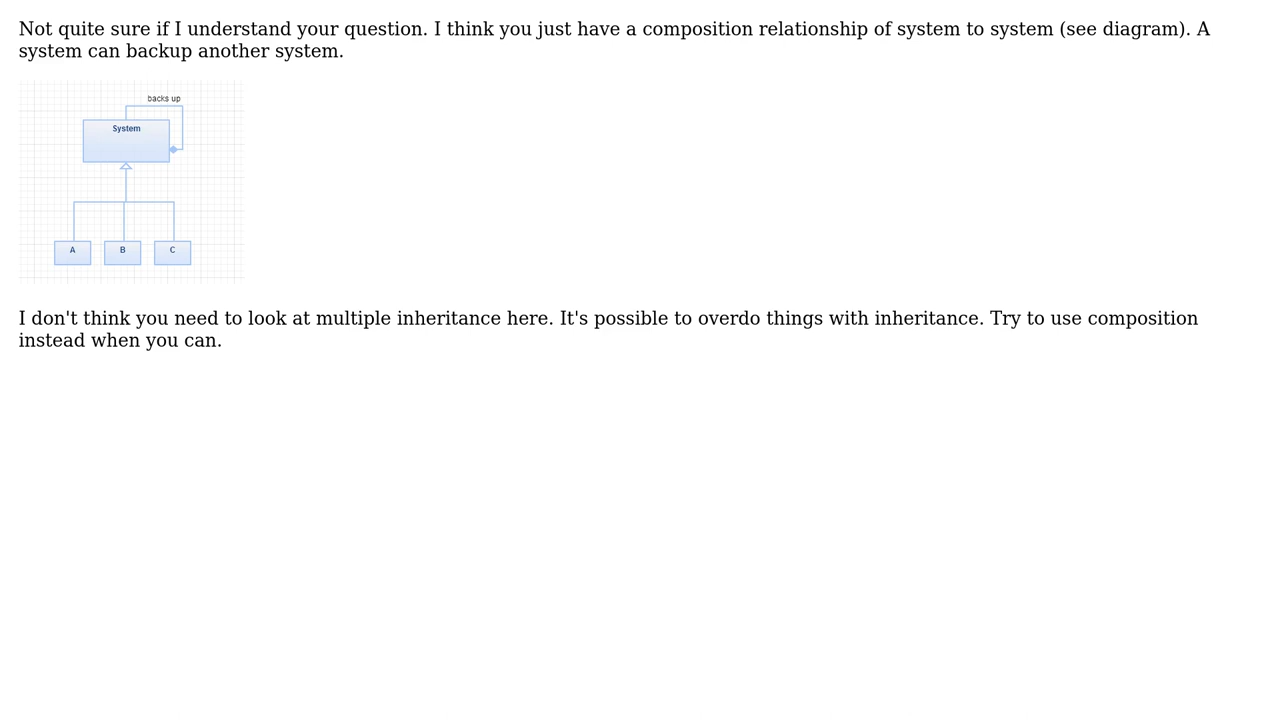 Not quite sure if I understand your question. I think you just have a composition relationship of system to system (see diagram). A
system can backup another system.
backs up
System
A B C
I don't think you need to look at multiple inheritance here. It's possible to overdo things with inheritance. Try to use composition
instead when you can.